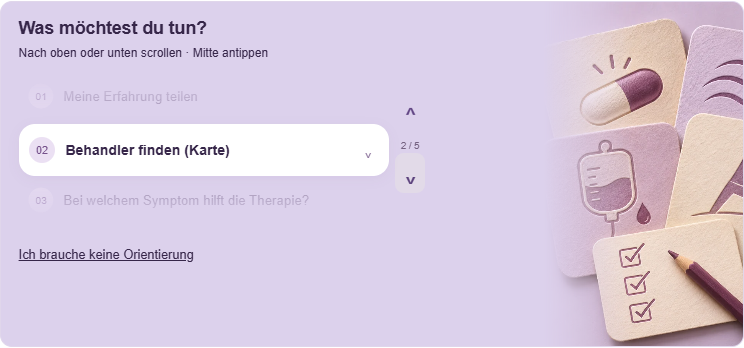 Was möchtest du tun?
Nach oben oder unten scrollen · Mitte antippen
01 Meine Erfahrung teilen
02 Behandler finden (Karte)
2 / 5
03 Bei welchem Symptom hilft die Therapie?
Ich brauche keine Orientierung